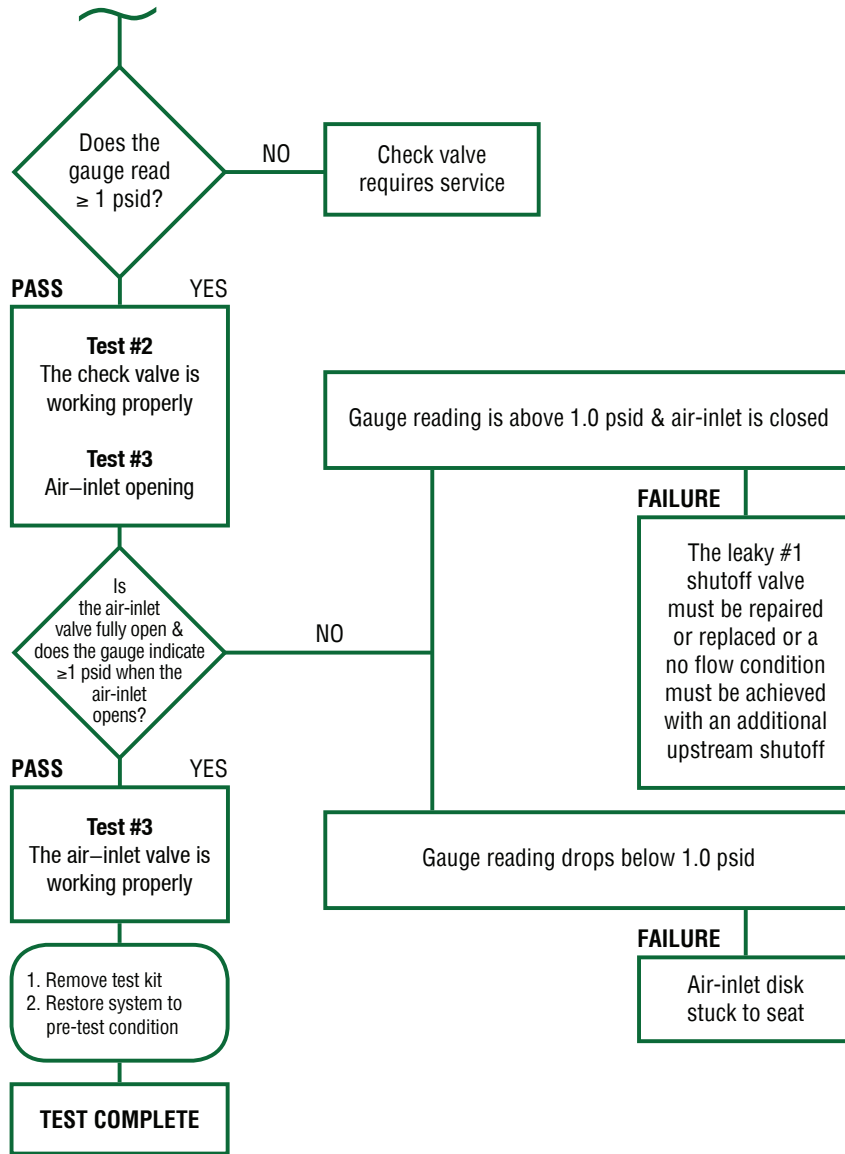 Does the
gauge read
≥ 1 psid?
NO
Check valve
requires service
PASS
YES
Test #2
The check valve is
working properly
Test #3
Air–inlet opening
Is
the air-inlet
valve fully open &
does the gauge indicate
≥1 psid when the
air-inlet
opens?
NO
Gauge reading is above 1.0 psid & air-inlet is closed
FAILURE
The leaky #1
shutoff valve
must be repaired
or replaced or a
no flow condition
must be achieved
with an additional
upstream shutoff
Gauge reading drops below 1.0 psid
FAILURE
Air-inlet disk
stuck to seat
PASS
YES
Test #3
The air–inlet valve is
working properly
1. Remove test kit
2. Restore system to
pre-test condition
TEST COMPLETE